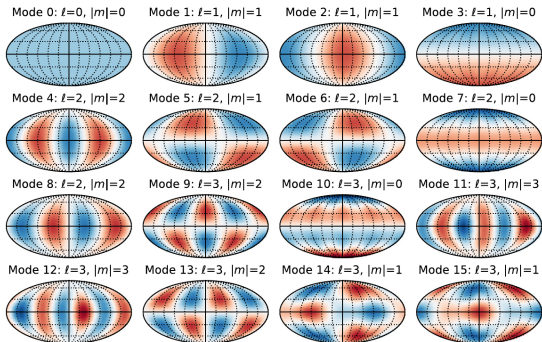 Mode 0: ℓ=0, |m|=0
Mode 1: ℓ=1, |m|=1
Mode 2: ℓ=1, |m|=1
Mode 3: ℓ=1, |m|=0
Mode 4: ℓ=2, |m|=2
Mode 5: ℓ=2, |m|=1
Mode 6: ℓ=2, |m|=1
Mode 7: ℓ=2, |m|=0
Mode 8: ℓ=2, |m|=2
Mode 9: ℓ=3, |m|=2
Mode 10: ℓ=3, |m|=0
Mode 11: ℓ=3, |m|=3
Mode 12: ℓ=3, |m|=3
Mode 13: ℓ=3, |m|=2
Mode 14: ℓ=3, |m|=1
Mode 15: ℓ=3, |m|=1